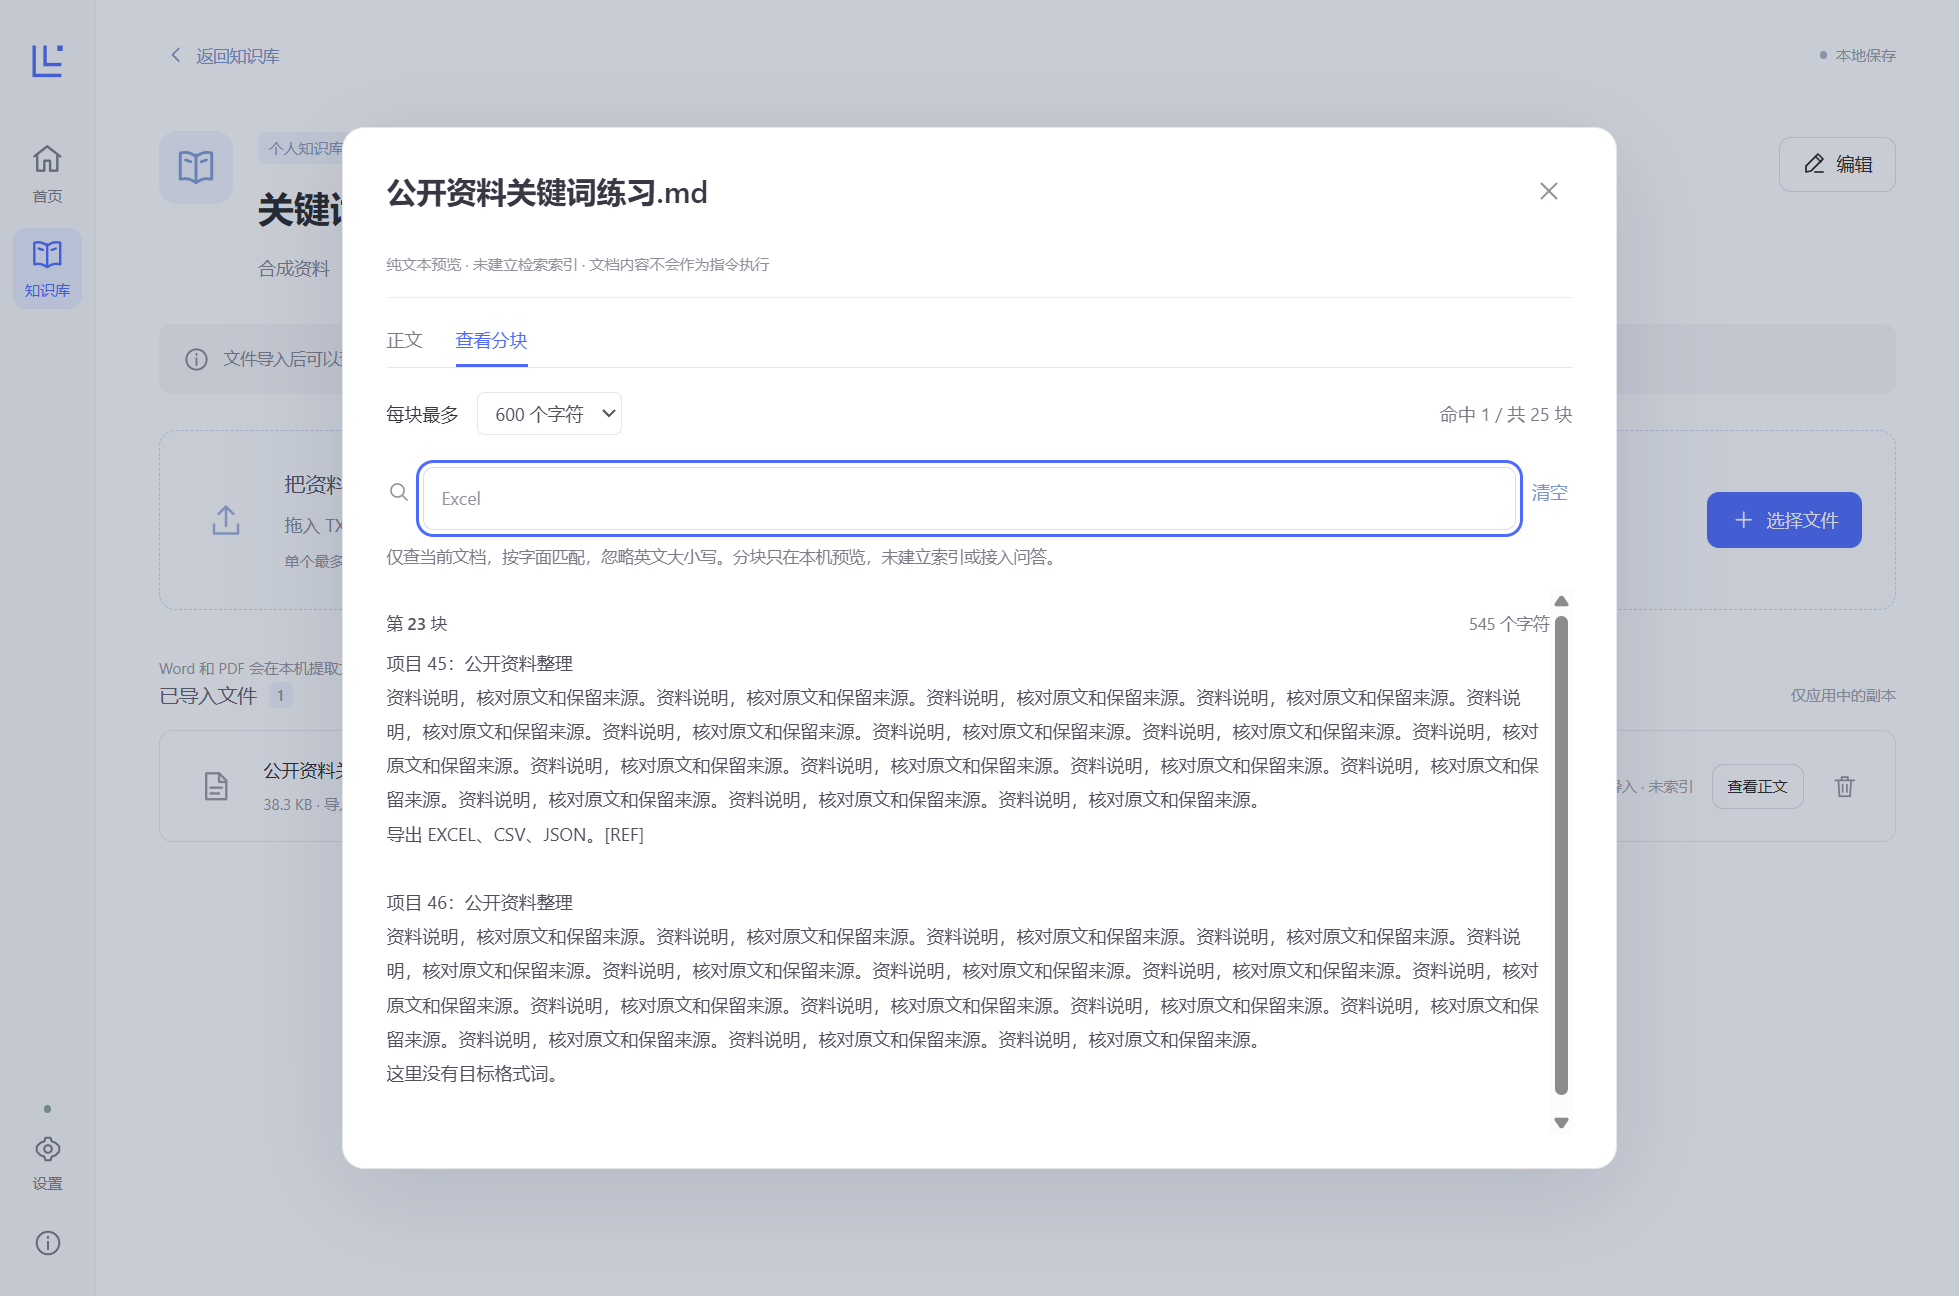 返回知识库
本地保存
首页
知识库
个人知识库
关键
合成资料
编辑
文件导入后可以
公开资料关键词练习.md
纯文本预览 · 未建立检索索引 · 文档内容不会作为指令执行
正文
查看分块
每块最多
600 个字符
命中 1 / 共 25 块
Excel
清空
仅查当前文档，按字面匹配，忽略英文大小写。分块只在本机预览，未建立索引或接入问答。
把资料
拖入 TX
单个最多
选择文件
第 23 块
545 个字符
项目 45：公开资料整理
资料说明，核对原文和保留来源。资料说明，核对原文和保留来源。资料说明，核对原文和保留来源。资料说明，核对原文和保留来源。资料说
明，核对原文和保留来源。资料说明，核对原文和保留来源。资料说明，核对原文和保留来源。资料说明，核对原文和保留来源。资料说明，核对
原文和保留来源。资料说明，核对原文和保留来源。资料说明，核对原文和保留来源。资料说明，核对原文和保留来源。资料说明，核对原文和保
留来源。资料说明，核对原文和保留来源。资料说明，核对原文和保留来源。资料说明，核对原文和保留来源。
导出 EXCEL、CSV、JSON。[REF]
项目 46：公开资料整理
资料说明，核对原文和保留来源。资料说明，核对原文和保留来源。资料说明，核对原文和保留来源。资料说明，核对原文和保留来源。资料说
明，核对原文和保留来源。资料说明，核对原文和保留来源。资料说明，核对原文和保留来源。资料说明，核对原文和保留来源。资料说明，核对
原文和保留来源。资料说明，核对原文和保留来源。资料说明，核对原文和保留来源。资料说明，核对原文和保留来源。资料说明，核对原文和保
留来源。资料说明，核对原文和保留来源。资料说明，核对原文和保留来源。资料说明，核对原文和保留来源。
这里没有目标格式词。
Word 和 PDF 会在本机提取
已导入文件 1
仅应用中的副本
公开资料
38.3 KB · 导
入 · 未索引
查看正文
设置